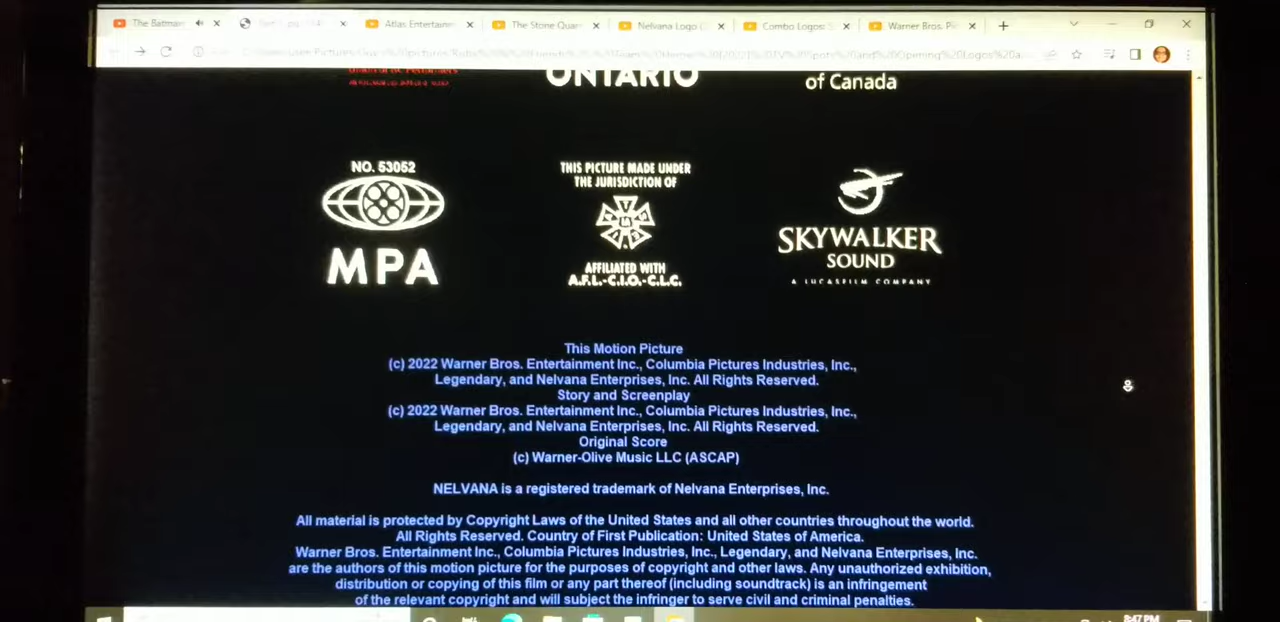 The Batman
Atlas Entertainm
The Stone Quar
Nelvana Logo (
Combo Logos: S
Warner Bros. Pic
ONTARIO
of Canada
NO. 53052
MPA
THIS PICTURE MADE UNDER
THE JURISDICTION OF
AFFILIATED WITH
A.F.L.-C.I.O.-C.L.C.
SKYWALKER
SOUND
A LUCASFILM COMPANY
This Motion Picture
(c) 2022 Warner Bros. Entertainment Inc., Columbia Pictures Industries, Inc.,
Legendary, and Nelvana Enterprises, Inc. All Rights Reserved.
Story and Screenplay
(c) 2022 Warner Bros. Entertainment Inc., Columbia Pictures Industries, Inc.,
Legendary, and Nelvana Enterprises, Inc. All Rights Reserved.
Original Score
(c) Warner-Olive Music LLC (ASCAP)
NELVANA is a registered trademark of Nelvana Enterprises, Inc.
All material is protected by Copyright Laws of the United States and all other countries throughout the world.
All Rights Reserved. Country of First Publication: United States of America.
Warner Bros. Entertainment Inc., Columbia Pictures Industries, Inc., Legendary, and Nelvana Enterprises, Inc.
are the authors of this motion picture for the purposes of copyright and other laws. Any unauthorized exhibition,
distribution or copying of this film or any part thereof (including soundtrack) is an infringement
of the relevant copyright and will subject the infringer to serve civil and criminal penalties.
8:47 PM